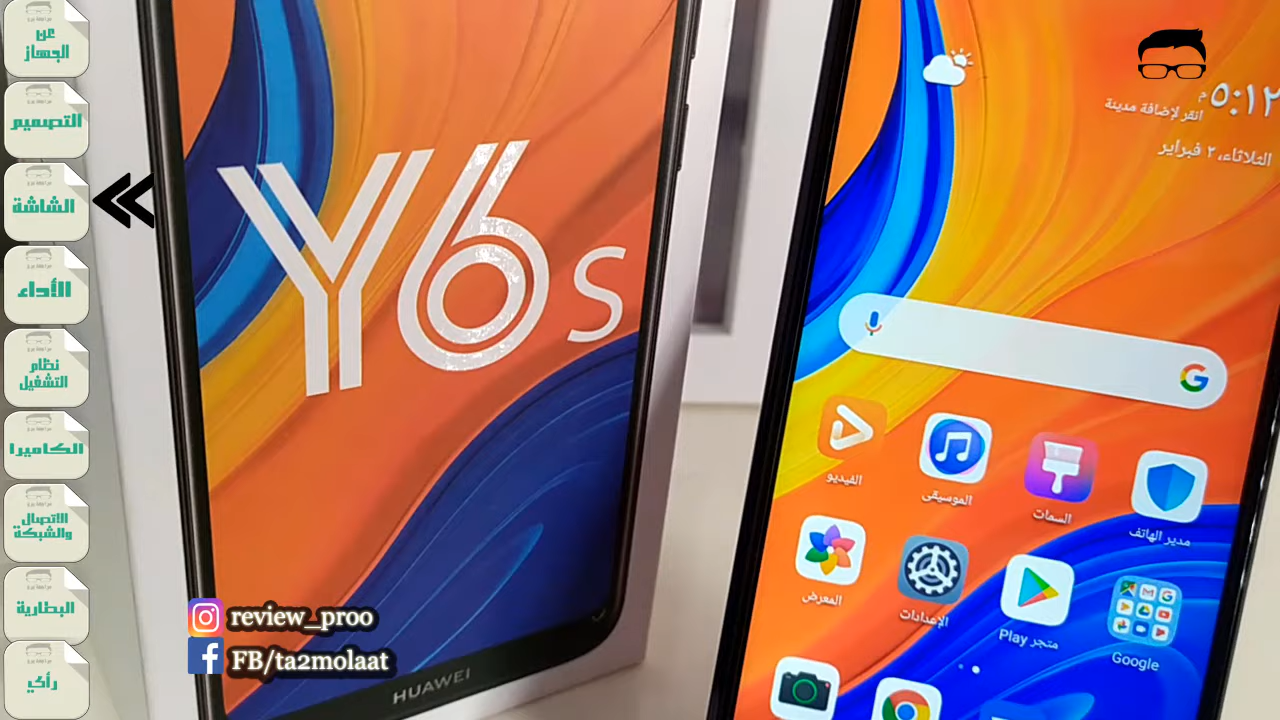 عن
الجهاز
التصميم
الشاشة
الأداء
نظام
التشغيل
الكاميرا
الاتصال
والشبكة
البطارية
رأي
Y6s
HUAWEI
review_proo
FB/ta2molaat
٥:١٢ م
انقر لإضافة مدينة
الثلاثاء، ٢ فبراير
الفيديو
الموسيقى
السمات
مدير الهاتف
المعرض
الإعدادات
متجر Play
Google